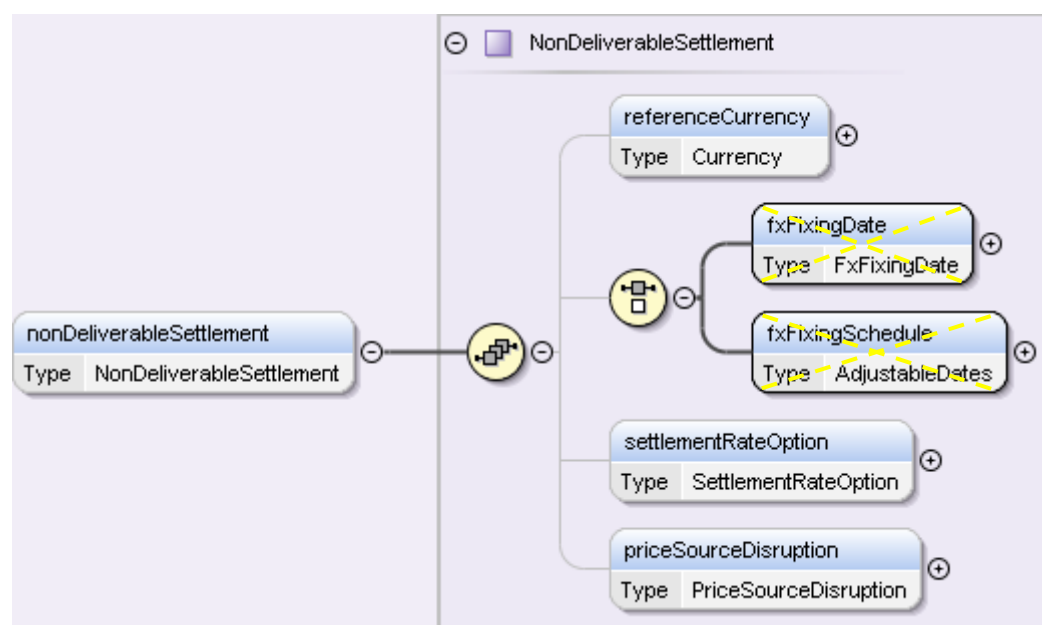 NonDeliverableSettlement
referenceCurrency
Type Currency
fxFixingDate
Type FxFixingDate
nonDeliverableSettlement
Type NonDeliverableSettlement
fxFixingSchedule
Type AdjustableDates
settlementRateOption
Type SettlementRateOption
priceSourceDisruption
Type PriceSourceDisruption